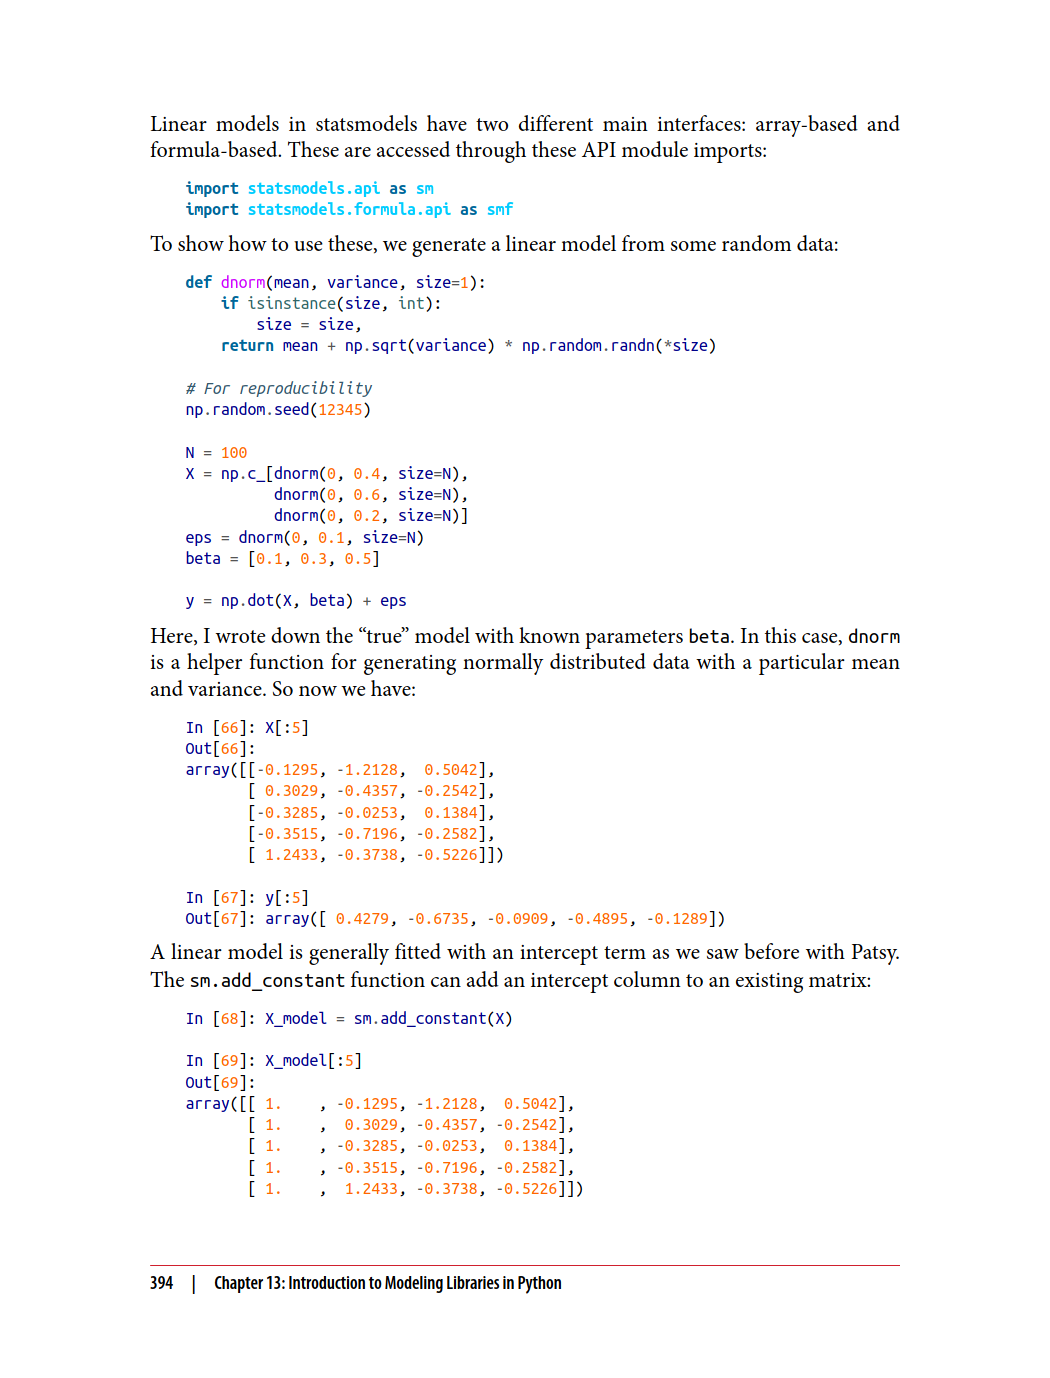 Linear models in statsmodels have two different main interfaces: array-based and
formula-based. These are accessed through these API module imports:
import statsmodels.api as sm
import statsmodels.formula.api as smf
To show how to use these, we generate a linear model from some random data:
def dnorm(mean, variance, size=1):
    if isinstance(size, int):
        size = size,
    return mean + np.sqrt(variance) * np.random.randn(*size)
# For reproducibility
np.random.seed(12345)
N = 100
X = np.c_[dnorm(0, 0.4, size=N),
          dnorm(0, 0.6, size=N),
          dnorm(0, 0.2, size=N)]
eps = dnorm(0, 0.1, size=N)
beta = [0.1, 0.3, 0.5]
y = np.dot(X, beta) + eps
Here, I wrote down the “true” model with known parameters beta. In this case, dnorm
is a helper function for generating normally distributed data with a particular mean
and variance. So now we have:
In [66]: X[:5]
Out[66]:
array([[-0.1295, -1.2128,  0.5042],
       [ 0.3029, -0.4357, -0.2542],
       [-0.3285, -0.0253,  0.1384],
       [-0.3515, -0.7196, -0.2582],
       [ 1.2433, -0.3738, -0.5226]])
In [67]: y[:5]
Out[67]: array([ 0.4279, -0.6735, -0.0909, -0.4895, -0.1289])
A linear model is generally fitted with an intercept term as we saw before with Patsy.
The sm.add_constant function can add an intercept column to an existing matrix:
In [68]: X_model = sm.add_constant(X)
In [69]: X_model[:5]
Out[69]:
array([[ 1.    , -0.1295, -1.2128,  0.5042],
       [ 1.    ,  0.3029, -0.4357, -0.2542],
       [ 1.    , -0.3285, -0.0253,  0.1384],
       [ 1.    , -0.3515, -0.7196, -0.2582],
       [ 1.    ,  1.2433, -0.3738, -0.5226]])
394 | Chapter 13: Introduction to Modeling Libraries in Python